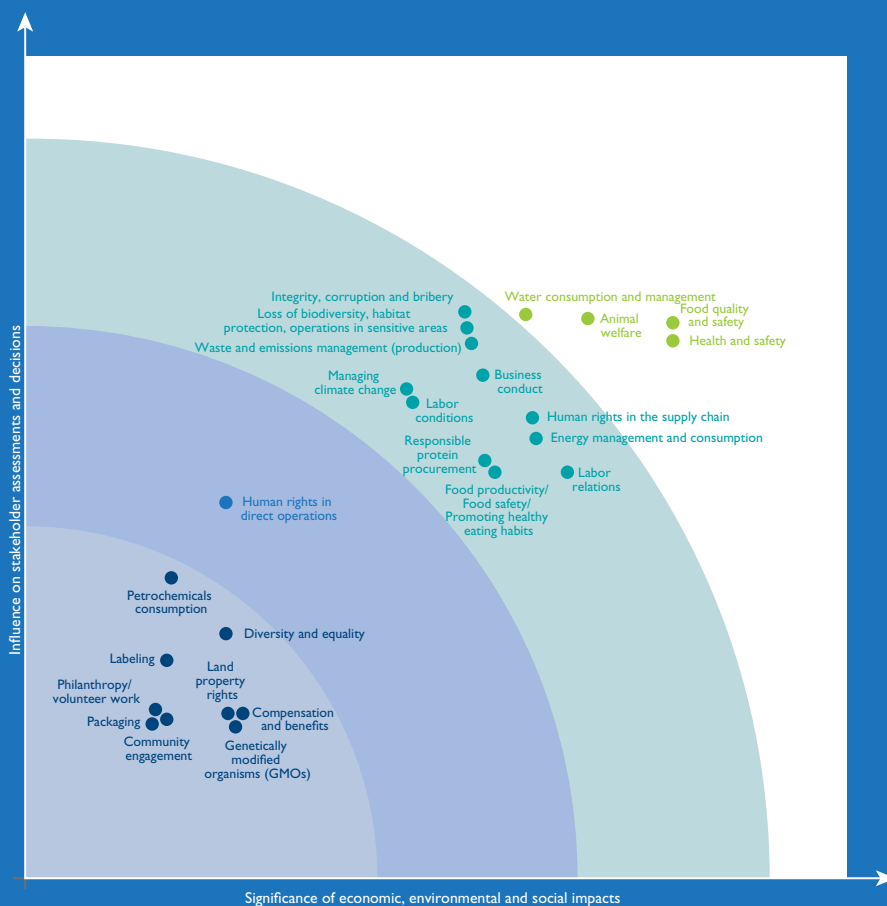 Influence on stakeholder assessments and decisions
Integrity, corruption and bribery
Loss of biodiversity, habitat
protection, operations in sensitive areas
Waste and emissions management (production)
Water consumption and management
Animal
welfare
Food quality
and safety
Health and safety
Managing
climate change
Labor
conditions
Business
conduct
Human rights in the supply chain
Energy management and consumption
Responsible
protein
procurement
Labor
relations
Food productivity/
Food safety/
Promoting healthy
eating habits
Human rights in
direct operations
Petrochemicals
consumption
Diversity and equality
Labeling
Land
property
rights
Philanthropy/
volunteer work
Packaging
Community
engagement
Compensation
and benefits
Genetically
modified
organisms (GMOs)
Significance of economic, environmental and social impacts